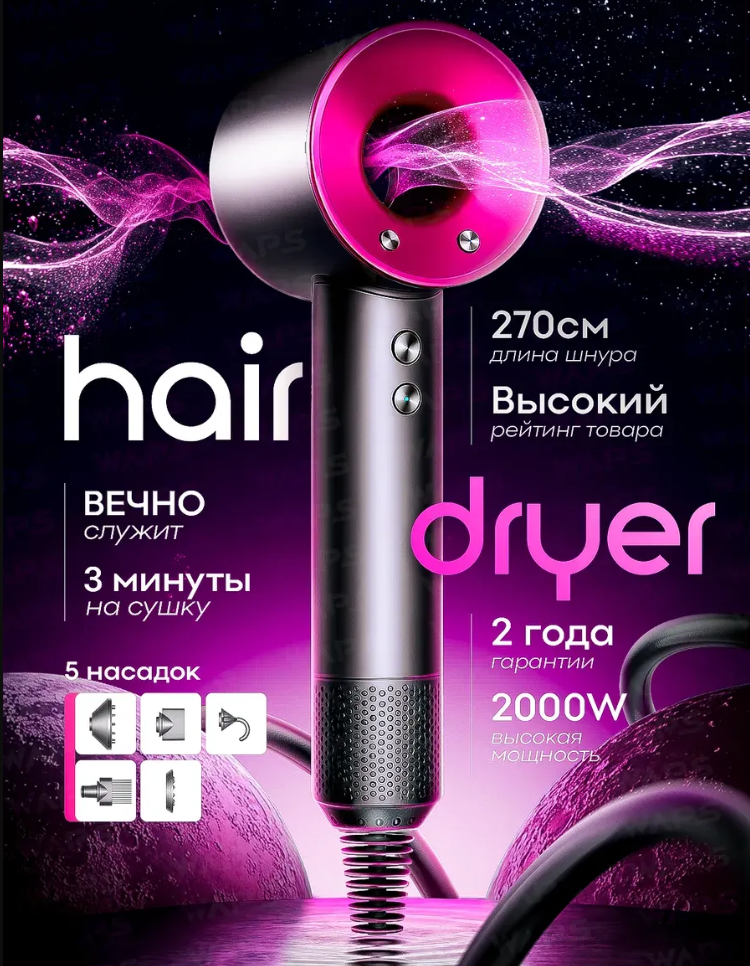 hair
270см
длина шнура
Высокий
рейтинг товара
ВЕЧНО
служит
3 минуты
на сушку
dryer
5 насадок
2 года
гарантии
2000W
высокая
мощность
WAPS